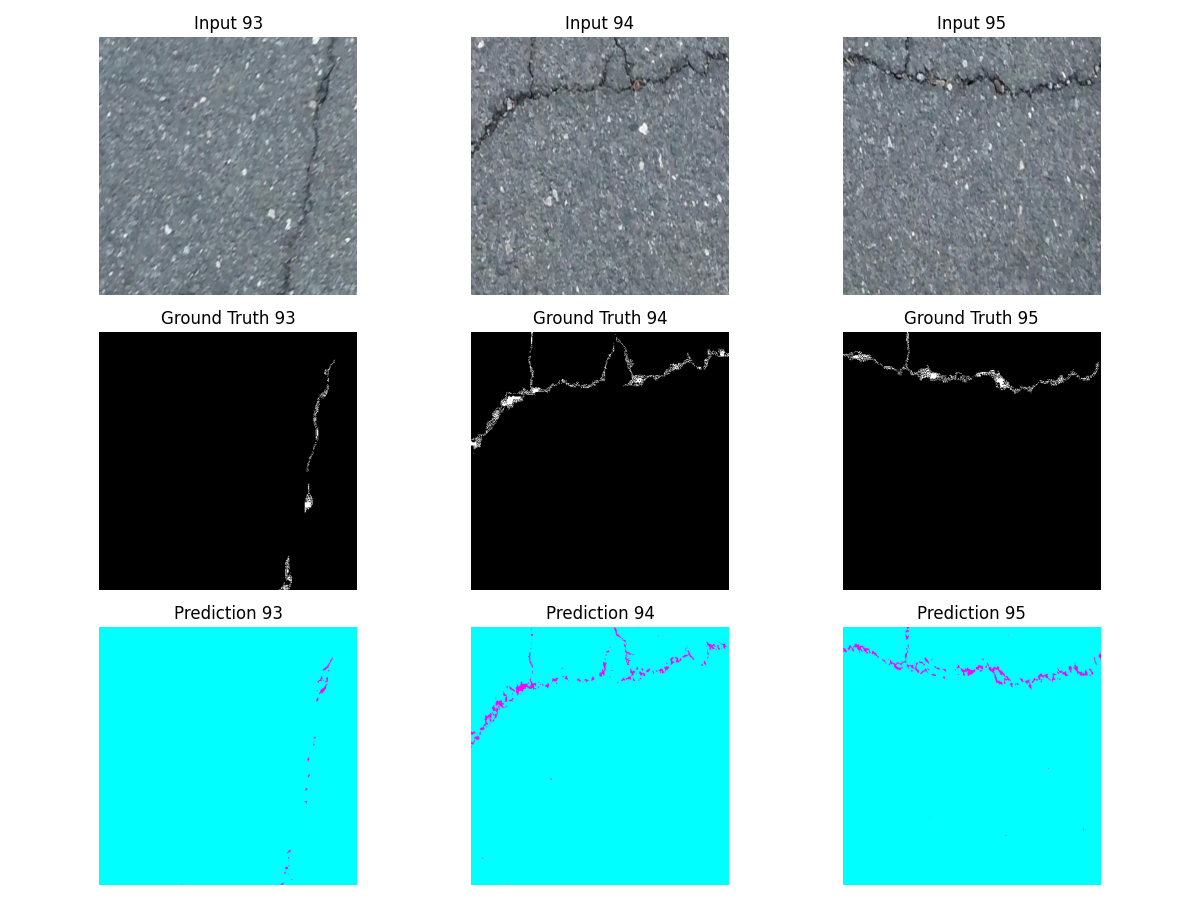 Input 93
Input 94
Input 95
Ground Truth 93
Ground Truth 94
Ground Truth 95
Prediction 93
Prediction 94
Prediction 95